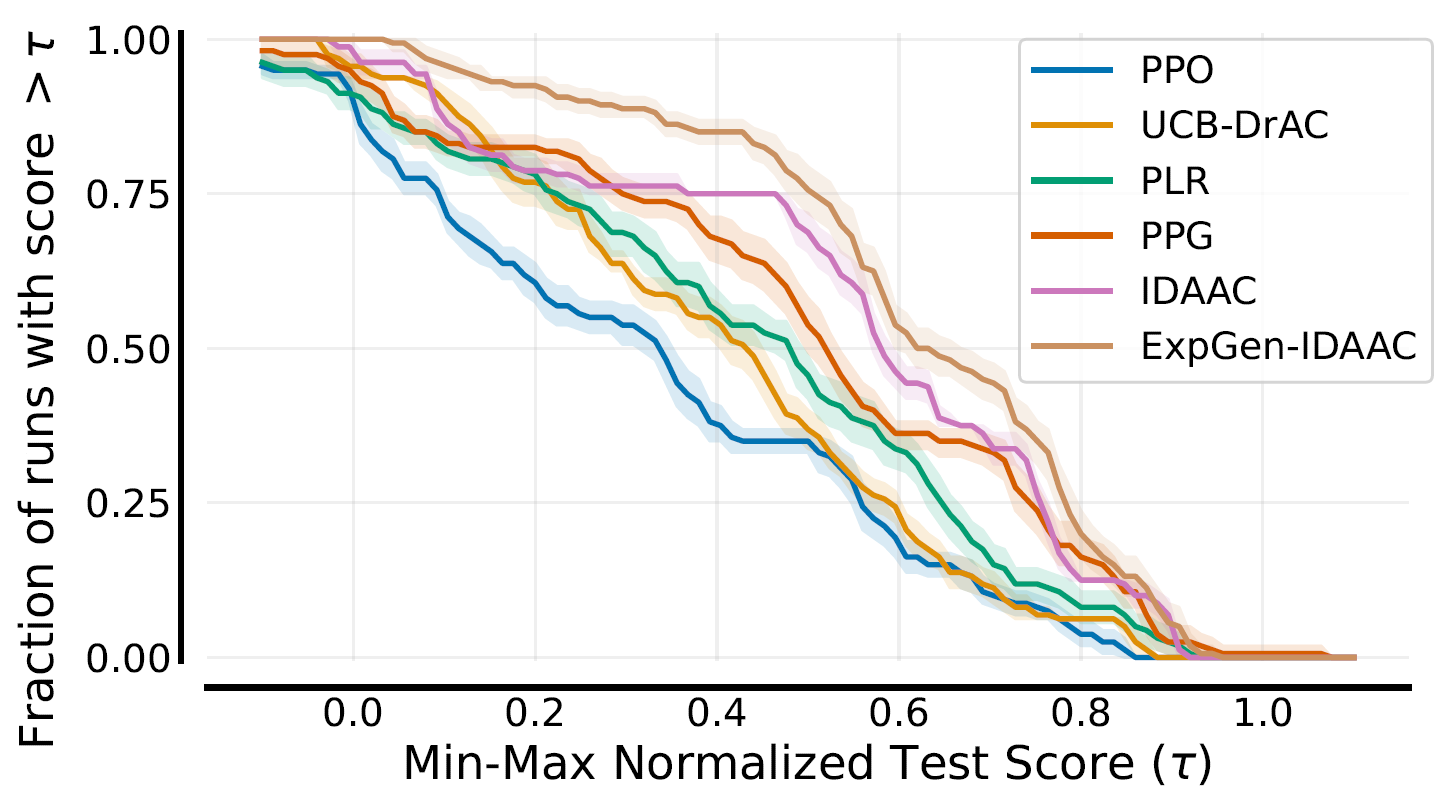 Fraction of runs with score > τ
1.00
0.75
0.50
0.25
0.00
0.0 0.2 0.4 0.6 0.8 1.0
Min-Max Normalized Test Score (τ)
PPO
UCB-DrAC
PLR
PPG
IDAAC
ExpGen-IDAAC